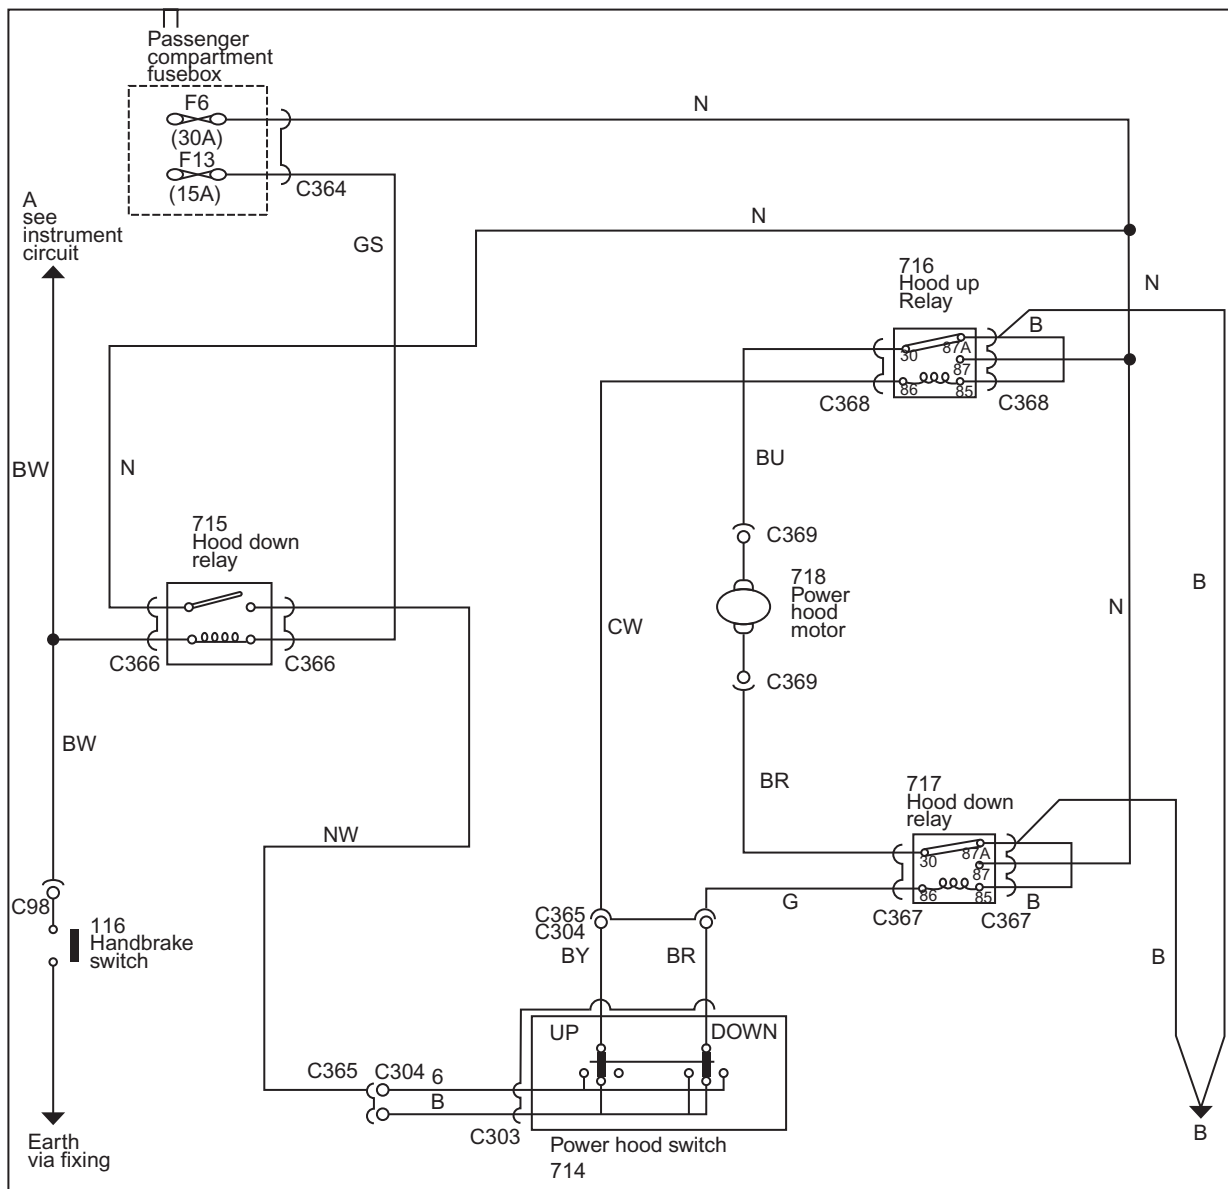 Passenger
compartment
fusebox
F6
(30A)
F13
(15A)
C364
N
GS
N
A
see
instrument
circuit
BW
N
716
Hood up
Relay
N
B
30
87A
87
86
85
C368
C368
BU
C369
715
Hood down
relay
C366
C366
718
Power
hood
motor
CW
N
B
C369
BW
BR
717
Hood down
relay
NW
30
87A
87
86
85
C367
C367
B
G
C98
116
Handbrake
switch
C365
C304
BY
BR
B
UP
DOWN
C365
C304
6
B
C303
Power hood switch
714
Earth
via fixing
B